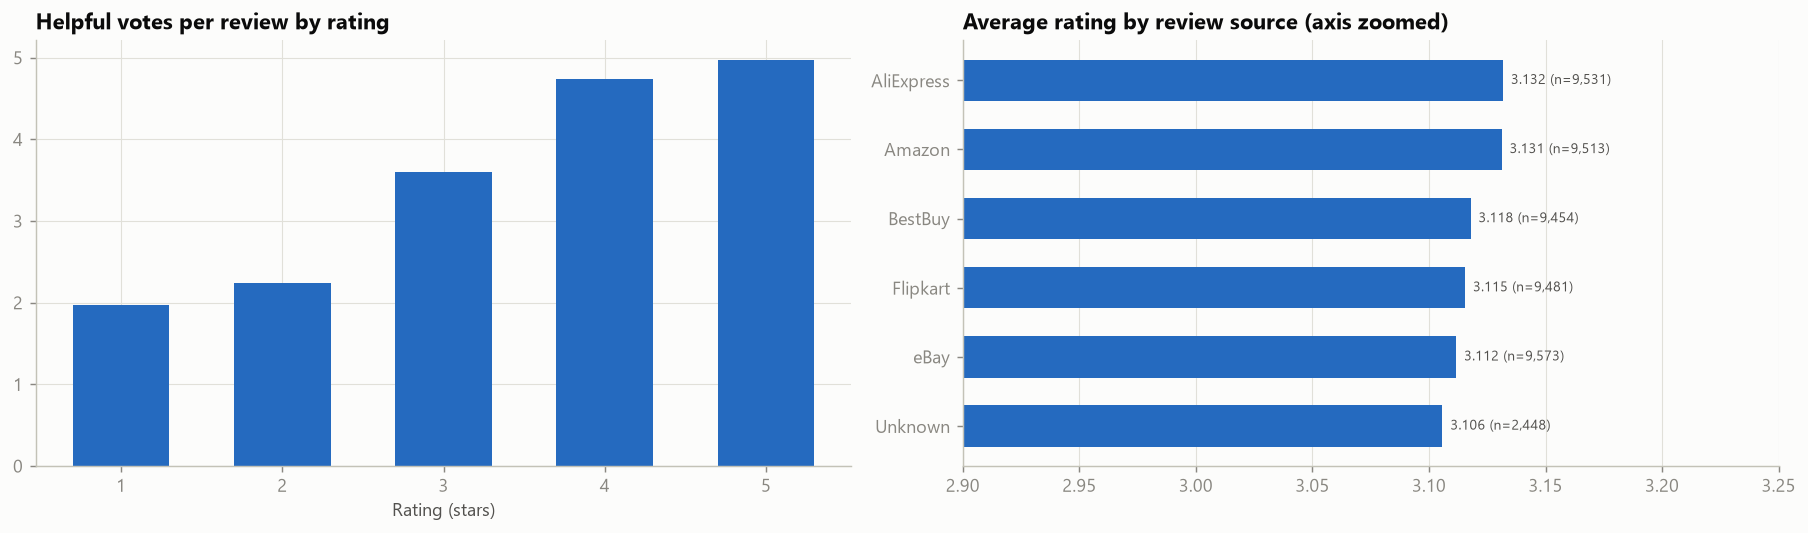 Helpful votes per review by rating
5
4
3
2
1
0
1 2 3 4 5
Rating (stars)
Average rating by review source (axis zoomed)
AliExpress 3.132 (n=9,531)
Amazon 3.131 (n=9,513)
BestBuy 3.118 (n=9,454)
Flipkart 3.115 (n=9,481)
eBay 3.112 (n=9,573)
Unknown 3.106 (n=2,448)
2.90 2.95 3.00 3.05 3.10 3.15 3.20 3.25